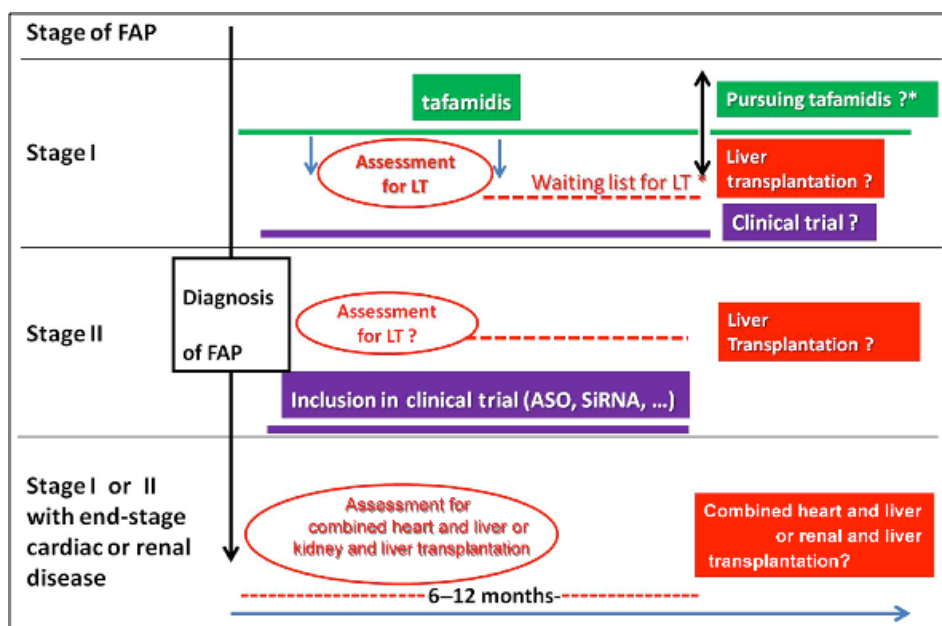 Stage of FAP
tafamidis
Pursuing tafamidis ?*
Stage I
Assessment
for LT
Waiting list for LT *
Liver
transplantation ?
Clinical trial ?
Diagnosis
of FAP
Stage II
Assessment
for LT ?
Liver
Transplantation ?
Inclusion in clinical trial (ASO, SiRNA, ...)
Stage I or II
with end-stage
cardiac or renal
disease
Assessment for
combined heart and liver or
kidney and liver transplantation
Combined heart and liver
or renal and liver
transplantation?
6–12 months-